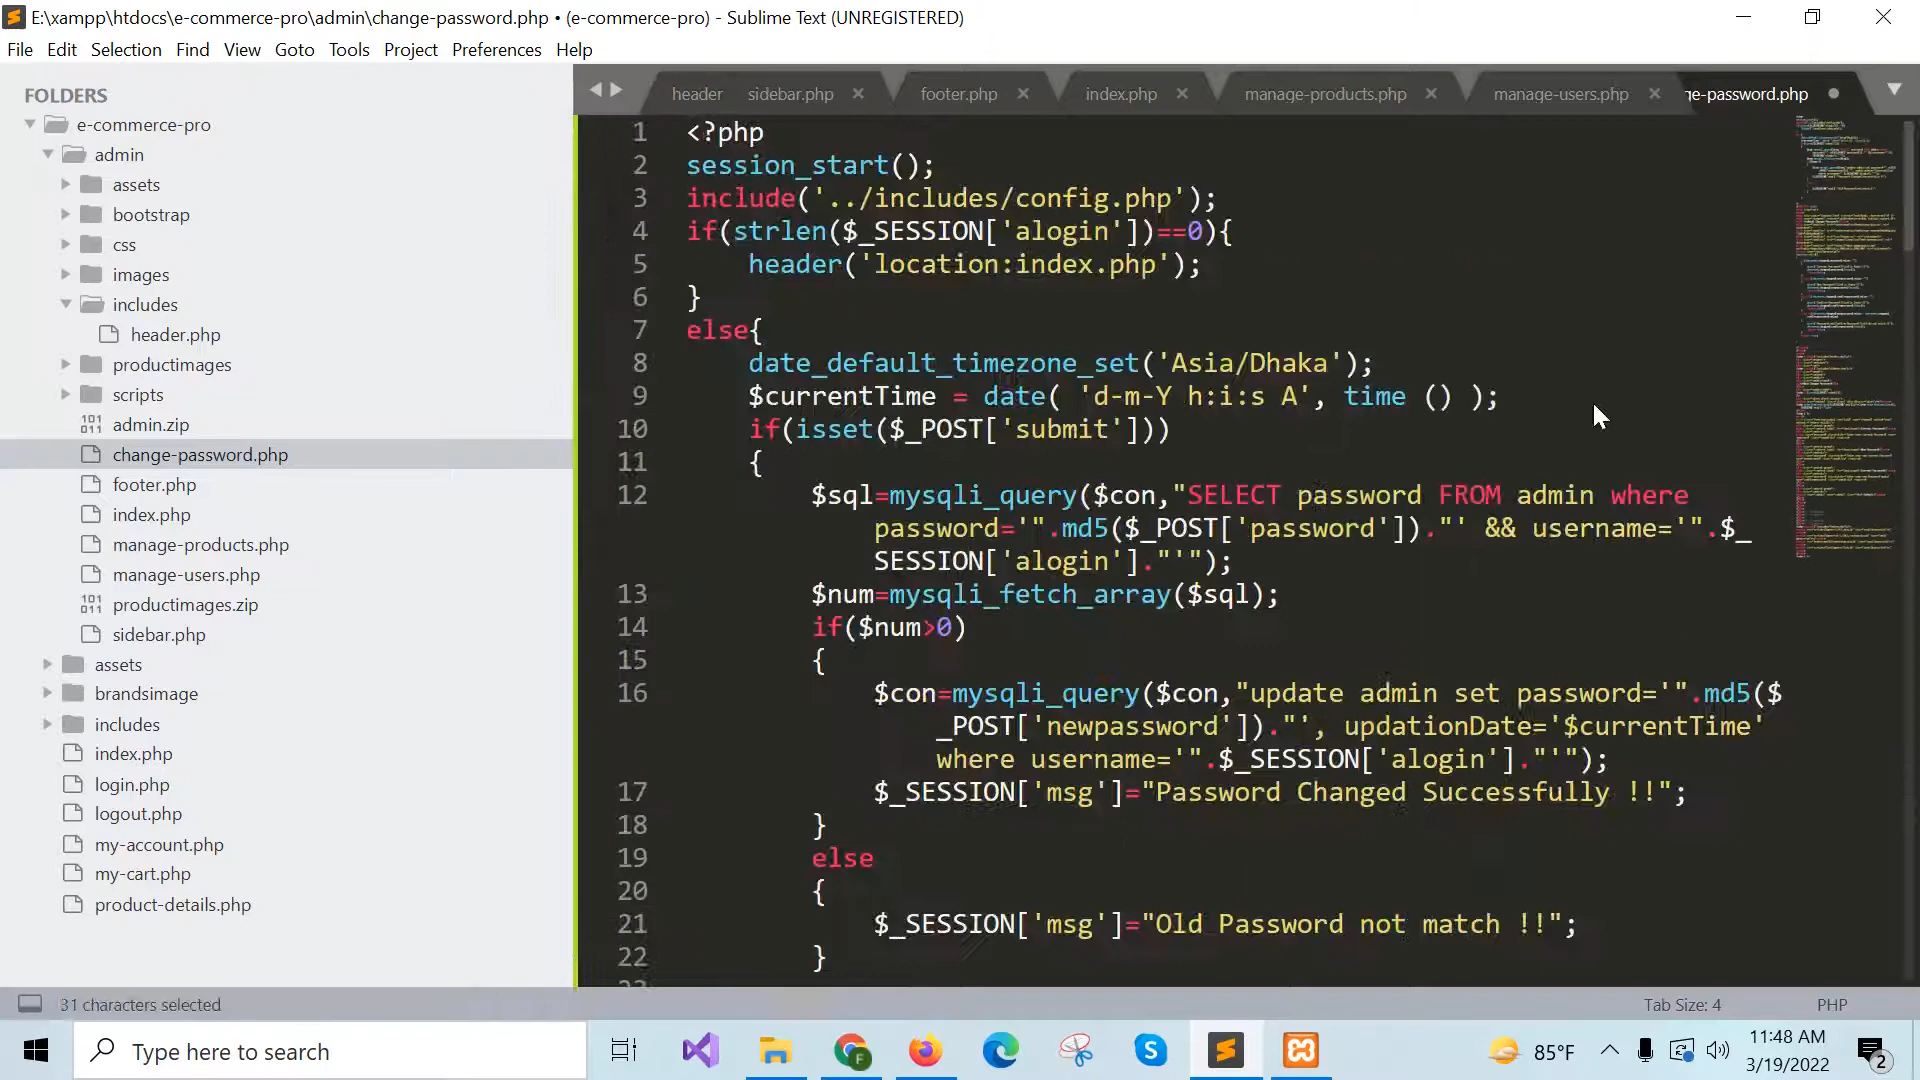 E:\xampp\htdocs\e-commerce-pro\admin\change-password.php • (e-commerce-pro) - Sublime Text (UNREGISTERED)
File Edit Selection Find View Goto Tools Project Preferences Help
FOLDERS
e-commerce-pro
admin
assets
bootstrap
css
images
includes
header.php
productimages
scripts
admin.zip
change-password.php
footer.php
index.php
manage-products.php
manage-users.php
productimages.zip
sidebar.php
assets
brandsimage
includes
index.php
login.php
logout.php
my-account.php
my-cart.php
product-details.php
header sidebar.php footer.php index.php manage-products.php manage-users.php ge-password.php
1 <?php
2 session_start();
3 include('../includes/config.php');
4 if(strlen($_SESSION['alogin'])==0){
5 header('location:index.php');
6 }
7 else{
8 date_default_timezone_set('Asia/Dhaka');
9 $currentTime = date( 'd-m-Y h:i:s A', time () );
10 if(isset($_POST['submit']))
11 {
12 $sql=mysqli_query($con,"SELECT password FROM admin where
password='".md5($_POST['password'])."' && username='".$_
SESSION['alogin']."'");
13 $num=mysqli_fetch_array($sql);
14 if($num>0)
15 {
16 $con=mysqli_query($con,"update admin set password='".md5($
_POST['newpassword'])."', updationDate='$currentTime'
where username='".$_SESSION['alogin']."'");
17 $_SESSION['msg']="Password Changed Successfully !!";
18 }
19 else
20 {
21 $_SESSION['msg']="Old Password not match !!";
22 }
31 characters selected
Tab Size: 4 PHP
Type here to search
85°F
11:48 AM
3/19/2022
2